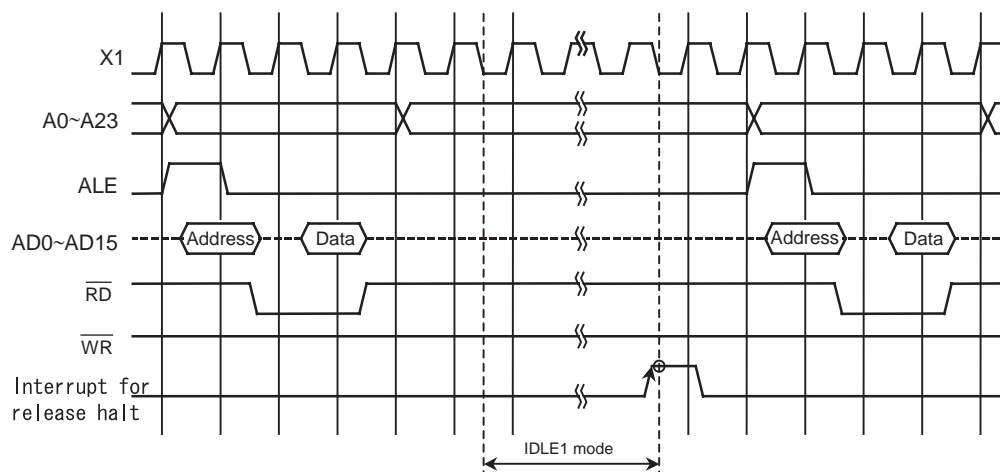 X1
A0~A23
ALE
AD0~AD15
Address
Data
Address
Data
RD
WR
Interrupt for
release halt
IDLE1 mode